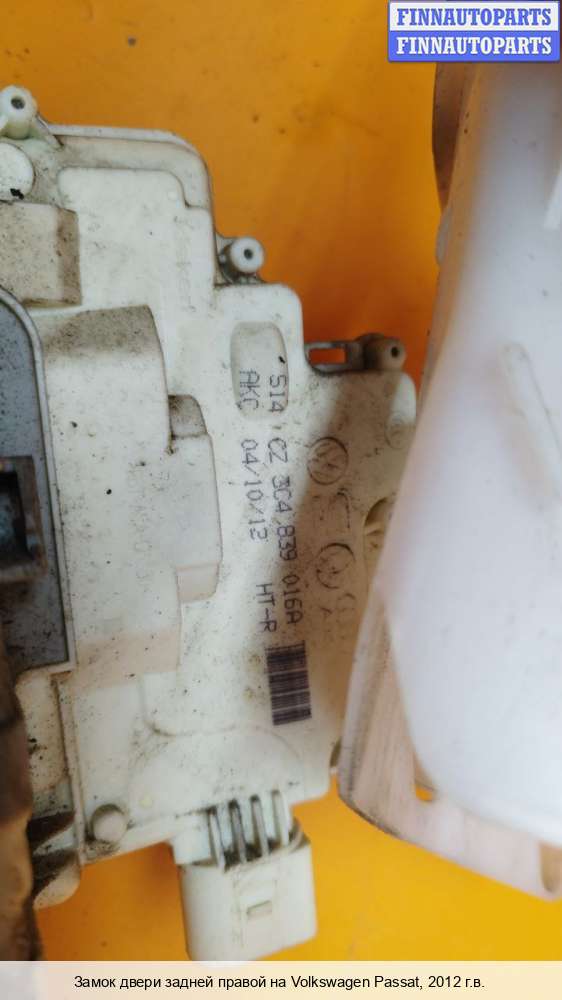 FINNAUTOPARTS
FINNAUTOPARTS
514 CZ 3C4 839 016A
AKC 04/10/12 HT-R
Замок двери задней правой на Volkswagen Passat, 2012 г.в.